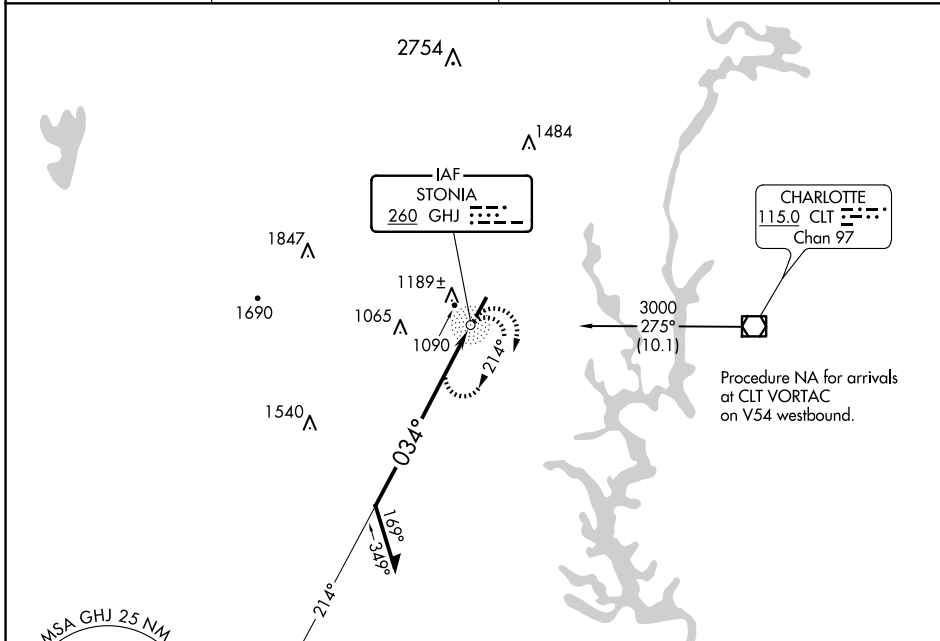 2754
1484
IAF
STONIA
260 GHJ
CHARLOTTE
115.0 CLT
Chan 97
1847
1189±
1690
1065
1090
3000
275°
(10.1)
214°
Procedure NA for arrivals
at CLT VORTAC
on V54 westbound.
1540
034°
169°
349°
214°
MSA GHJ 25 NM